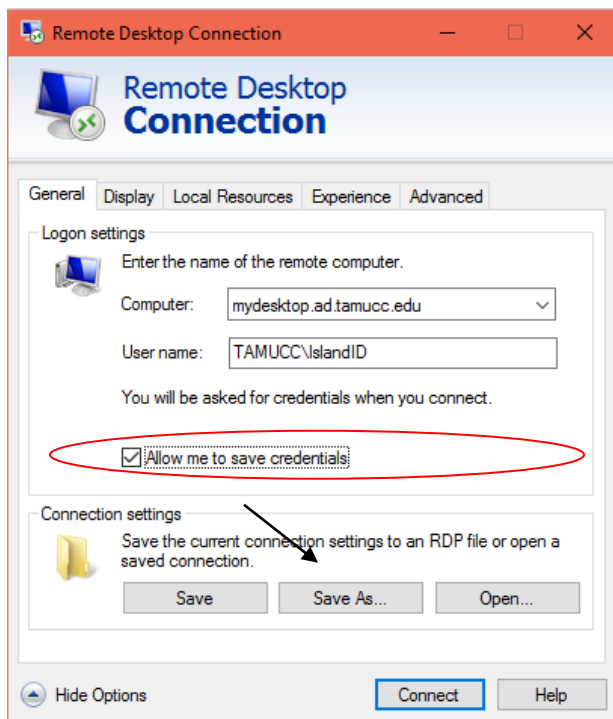 Remote Desktop Connection
Remote Desktop
Connection
General Display Local Resources Experience Advanced
Logon settings
Enter the name of the remote computer.
Computer: mydesktop.ad.tamucc.edu
User name: TAMUCC\IslandID
You will be asked for credentials when you connect.
Allow me to save credentials
Connection settings
Save the current connection settings to an RDP file or open a
saved connection.
Save Save As... Open...
Hide Options Connect Help